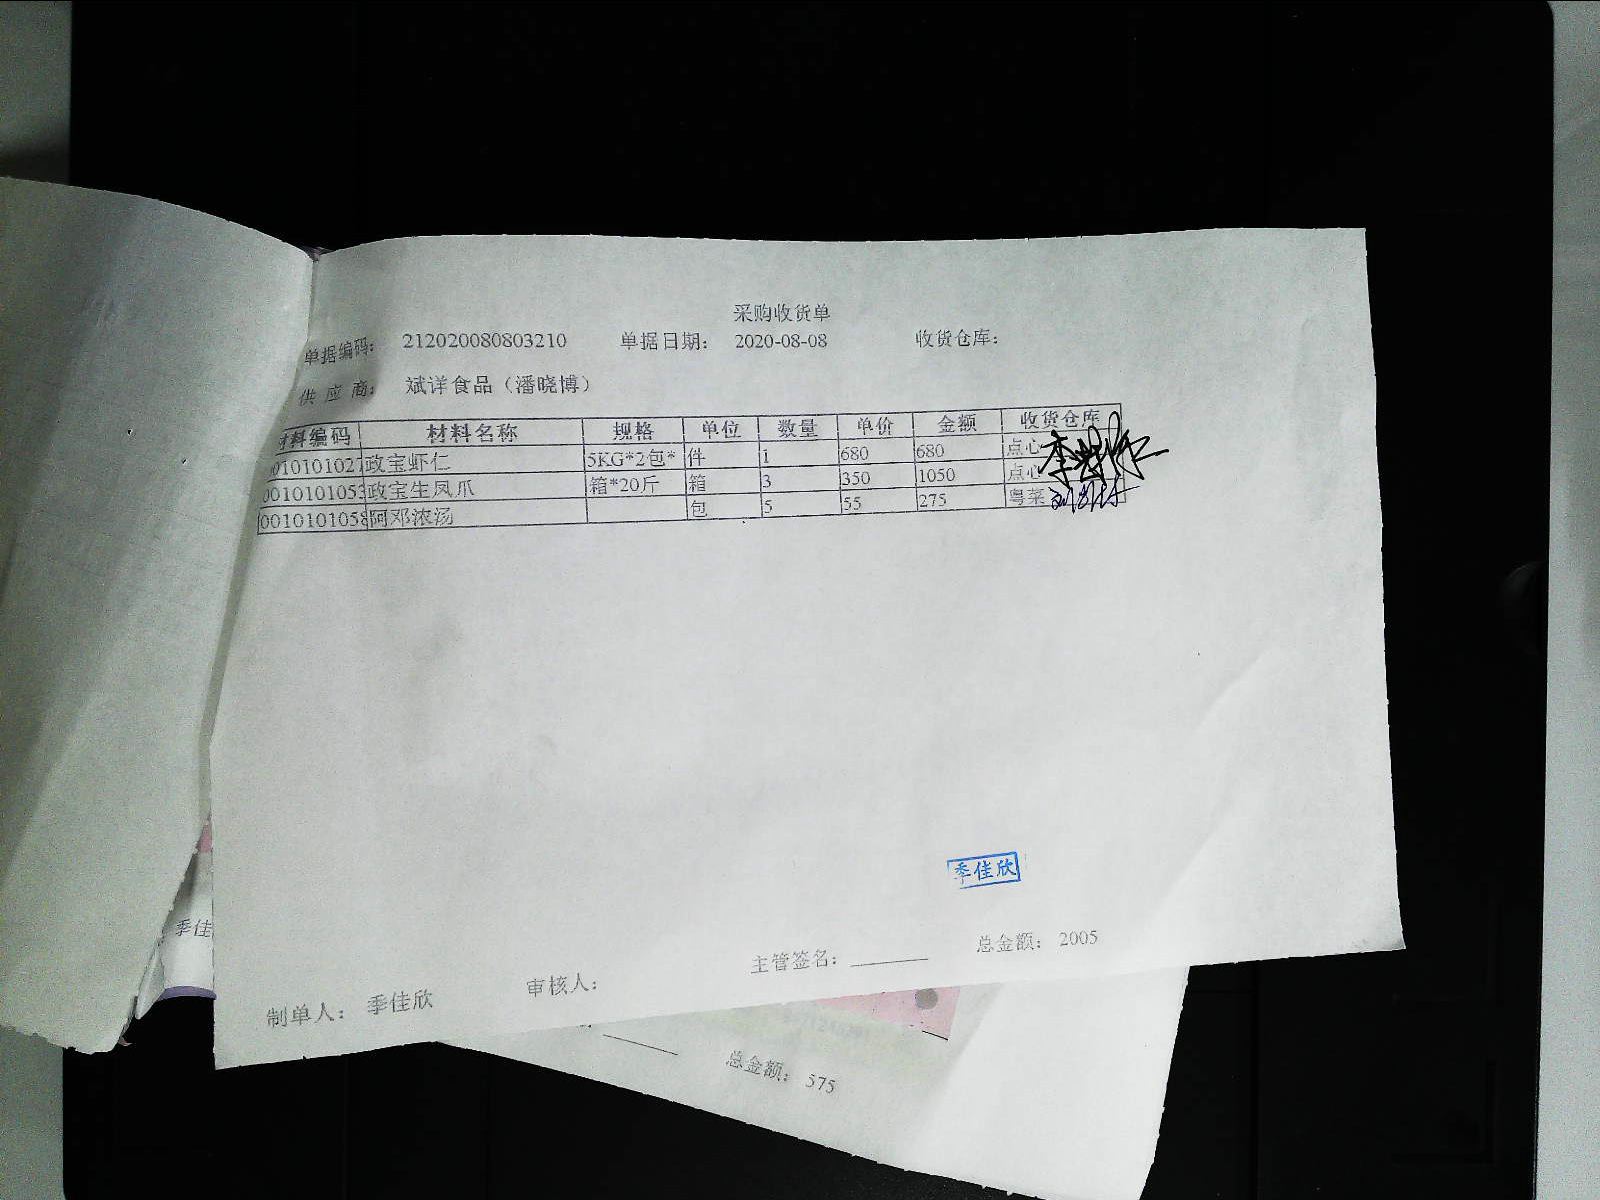 采购收货单
单据编码： 212020080803210 单据日期： 2020-08-08 收货仓库：
供 应 商： 斌详食品（潘晓博）
材料编码 材料名称 规格 单位 数量 单价 金额 收货仓库
政宝虾仁 5KG*2包* 件 1 680 680 点心
政宝生凤爪 箱*20斤 箱 3 350 1050 点心
阿邓浓汤 包 5 55 275 粤菜
季佳欣
制单人： 季佳欣 审核人： 主管签名： 总金额： 2005
季佳
总金额： 575